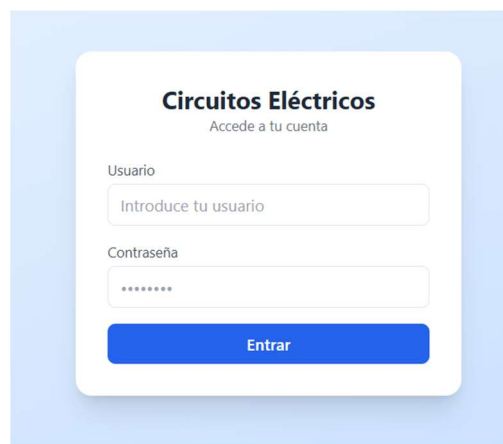 Circuitos Eléctricos
Accede a tu cuenta
Usuario
Introduce tu usuario
Contraseña
••••••••
Entrar